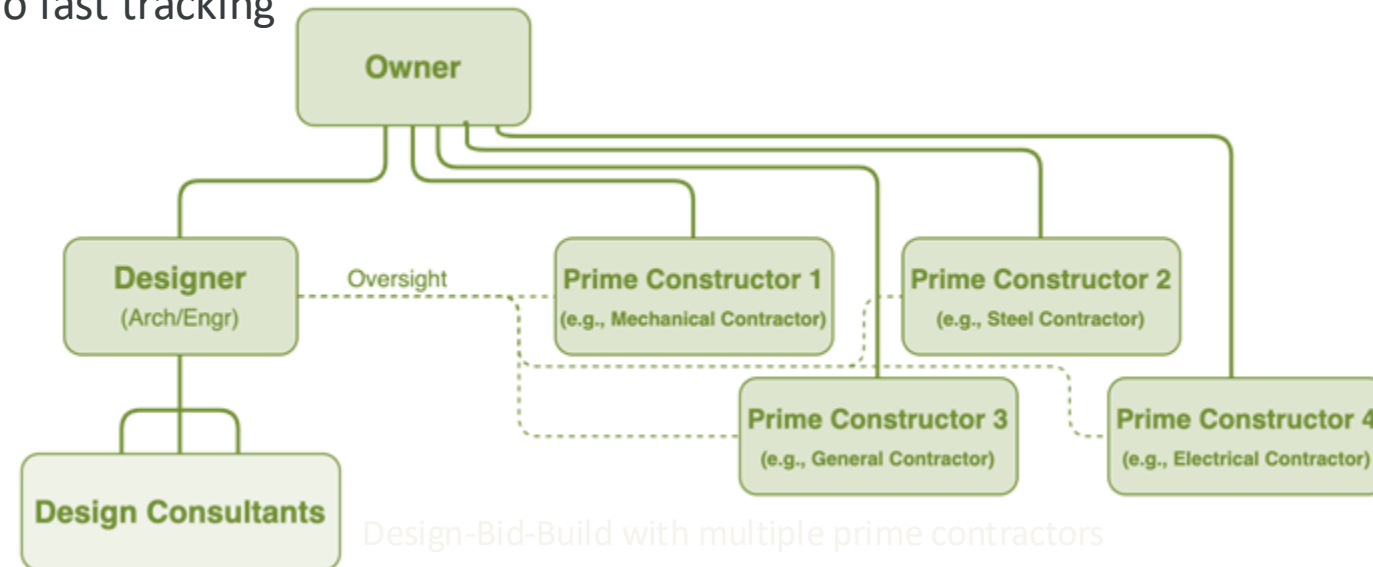 o fast tracking
Owner
Designer
(Arch/Engr)
Oversight
Prime Constructor 1
(e.g., Mechanical Contractor)
Prime Constructor 2
(e.g., Steel Contractor)
Prime Constructor 3
(e.g., General Contractor)
Prime Constructor 4
(e.g., Electrical Contractor)
Design Consultants
Design-Bid-Build with multiple prime contractors